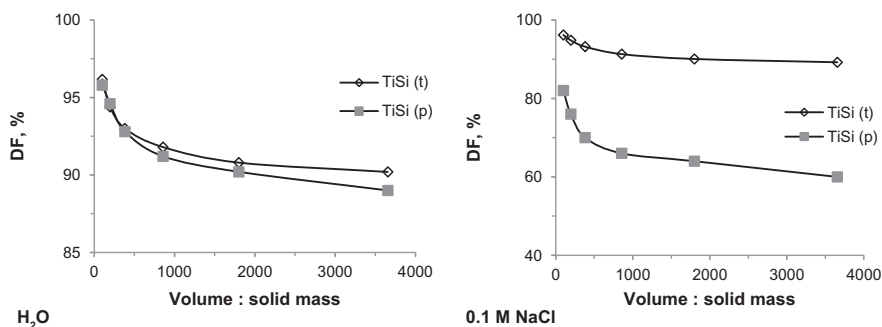 100
95
90
85
DF, %
0
1000
2000
3000
4000
Volume : solid mass
TiSi (t)
TiSi (p)
H₂O
100
80
60
40
DF, %
0
1000
2000
3000
4000
Volume : solid mass
TiSi (t)
TiSi (p)
0.1 M NaCl